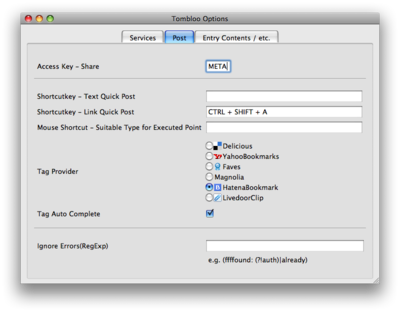 Tombloo Options
Services Post Entry Contents / etc.
Access Key - Share META
Shortcutkey - Text Quick Post
Shortcutkey - Link Quick Post CTRL + SHIFT + A
Mouse Shortcut - Suitable Type for Executed Point
Delicious
YahooBookmarks
Faves
Tag Provider Magnolia
HatenaBookmark
LivedoorClip
Tag Auto Complete
Ignore Errors(RegExp)
e.g. (ffffound: (?!auth)|already)